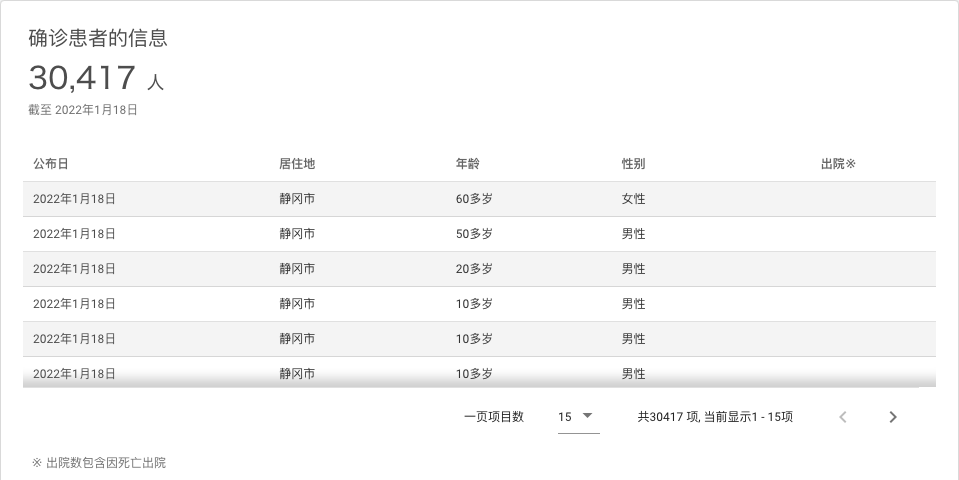 确诊患者的信息
30,417 人
截至 2022年1月18日
公布日 居住地 年龄 性别 出院※
2022年1月18日 静冈市 60多岁 女性
2022年1月18日 静冈市 50多岁 男性
2022年1月18日 静冈市 20多岁 男性
2022年1月18日 静冈市 10多岁 男性
2022年1月18日 静冈市 10多岁 男性
2022年1月18日 静冈市 10多岁 男性
一页项目数 15 共30417 项, 当前显示1 - 15项
※ 出院数包含因死亡出院